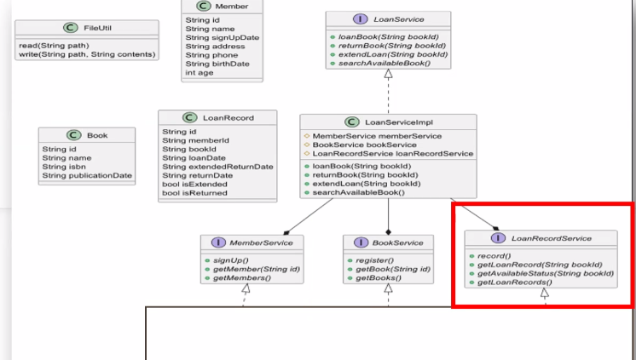 C FileUtil
read(String path)
write(String path, String contents)
C Member
String id
String name
String signUpDate
String address
String phone
String birthDate
int age
I LoanService
loanBook(String bookId)
returnBook(String bookId)
extendLoan(String bookId)
searchAvailableBook()
C Book
String id
String name
String isbn
String publicationDate
C LoanRecord
String id
String memberId
String bookId
String loanDate
String extendedReturnDate
String returnDate
bool isExtended
bool isReturned
C LoanServiceImpl
MemberService memberService
BookService bookService
LoanRecordService loanRecordService
loanBook(String bookId)
returnBook(String bookId)
extendLoan(String bookId)
searchAvailableBook()
I MemberService
signUp()
getMember(String id)
getMembers()
I BookService
register()
getBook(String id)
getBooks()
I LoanRecordService
record()
getLoanRecord(String bookId)
getAvailableStatus(String bookId)
getLoanRecords()